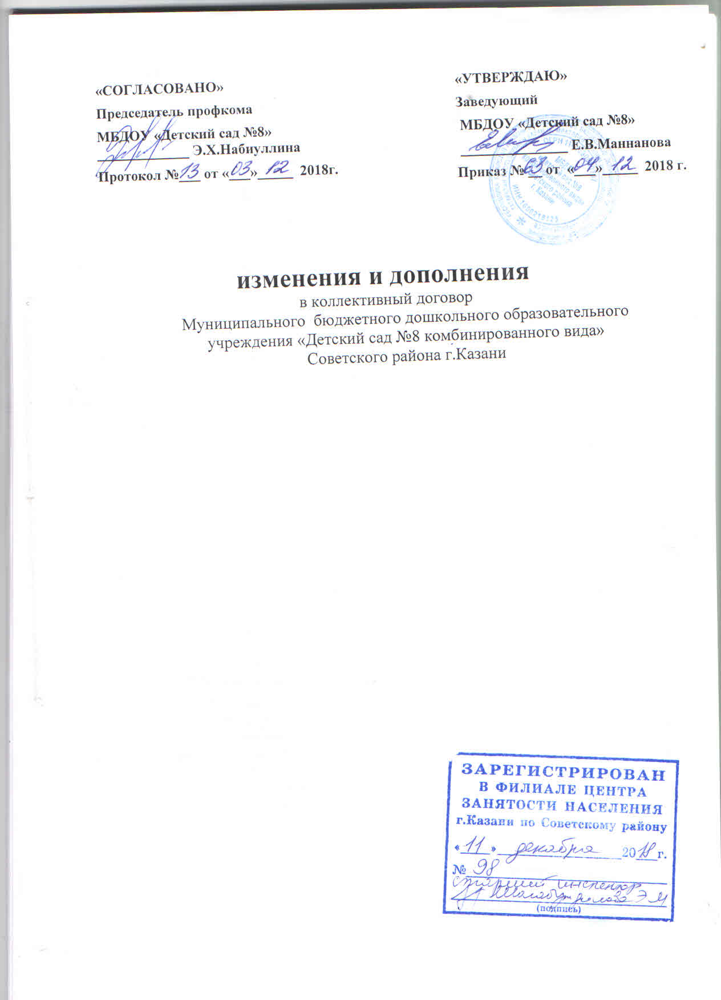 «СОГЛАСОВАНО»
Председатель профкома
МБДОУ «Детский сад №8»
____________ Э.Х.Набиуллина
Протокол №13 от «03» 12 2018г.
«УТВЕРЖДАЮ»
Заведующий
МБДОУ «Детский сад №8»
______________ Е.В.Маннанова
Приказ №63 от «04» 12 2018 г.
г. Казани
изменения и дополнения
в коллективный договор
Муниципального бюджетного дошкольного образовательного
учреждения «Детский сад №8 комбинированного вида»
Советского района г.Казани
ЗАРЕГИСТРИРОВАН
В ФИЛИАЛЕ ЦЕНТРА
ЗАНЯТОСТИ НАСЕЛЕНИЯ
г.Казани по Советскому району
«11» декабря 2018 г.
№ 98
старший инспектор
Э М
(подпись)